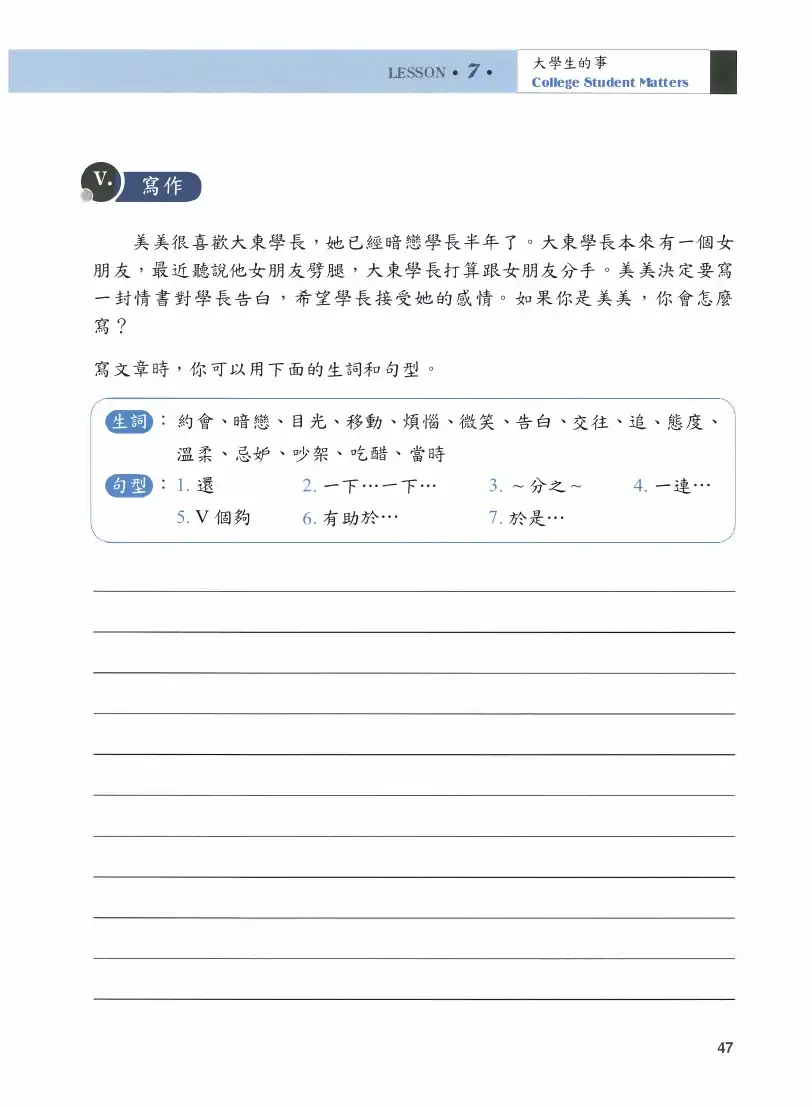 LESSON • 7 •
大學生的事
College Student Matters
V. 寫作
美美很喜歡大東學長，她已經暗戀學長半年了。大東學長本來有一個女
朋友，最近聽說他女朋友劈腿，大東學長打算跟女朋友分手。美美決定要寫
一封情書對學長告白，希望學長接受她的感情。如果你是美美，你會怎麼
寫？
寫文章時，你可以用下面的生詞和句型。
生詞：約會、暗戀、目光、移動、煩惱、微笑、告白、交往、追、態度、
溫柔、忌妒、吵架、吃醋、當時
句型：1. 還 2. 一下…一下… 3. ～分之～ 4. 一連…
5. V 個夠 6. 有助於… 7. 於是…
47